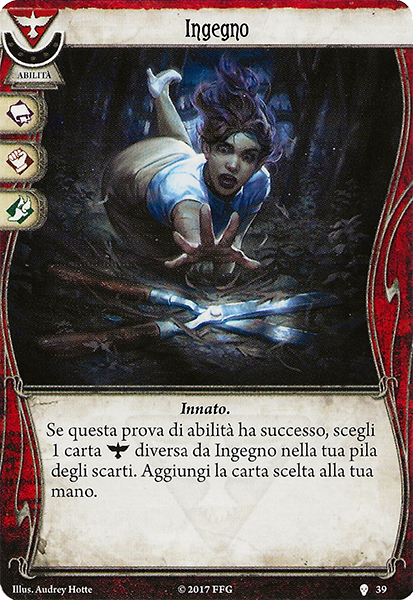 Ingegno
ABILITÀ
Innato.
Se questa prova di abilità ha successo, scegli
1 carta diversa da Ingegno nella tua pila
degli scarti. Aggiungi la carta scelta alla tua
mano.
Illus. Audrey Hotte © 2017 FFG 39